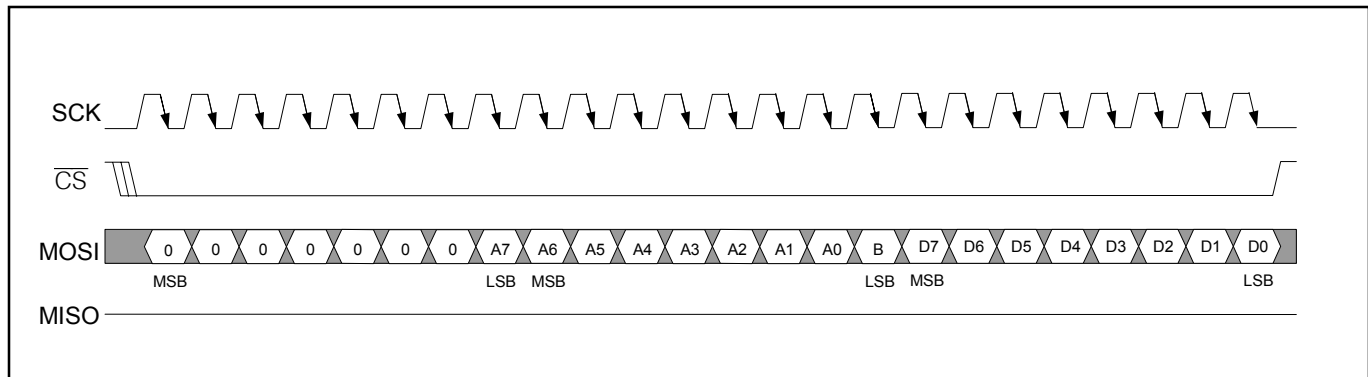 SCK
CS
MOSI 0 0 0 0 0 0 0 A7 A6 A5 A4 A3 A2 A1 A0 B D7 D6 D5 D4 D3 D2 D1 D0
MSB LSB MSB LSB MSB LSB
MISO